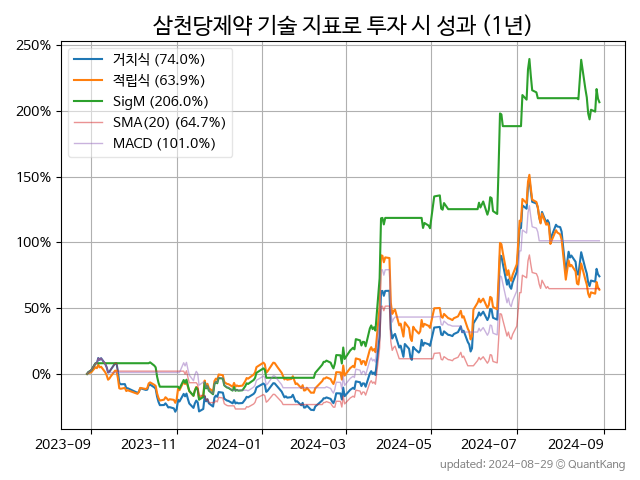 삼천당제약 기술 지표로 투자 시 성과 (1년)
250%
200%
150%
100%
50%
0%
거치식 (74.0%)
적립식 (63.9%)
SigM (206.0%)
SMA(20) (64.7%)
MACD (101.0%)
2023-09 2023-11 2024-01 2024-03 2024-05 2024-07 2024-09
updated: 2024-08-29 ⓒ QuantKang